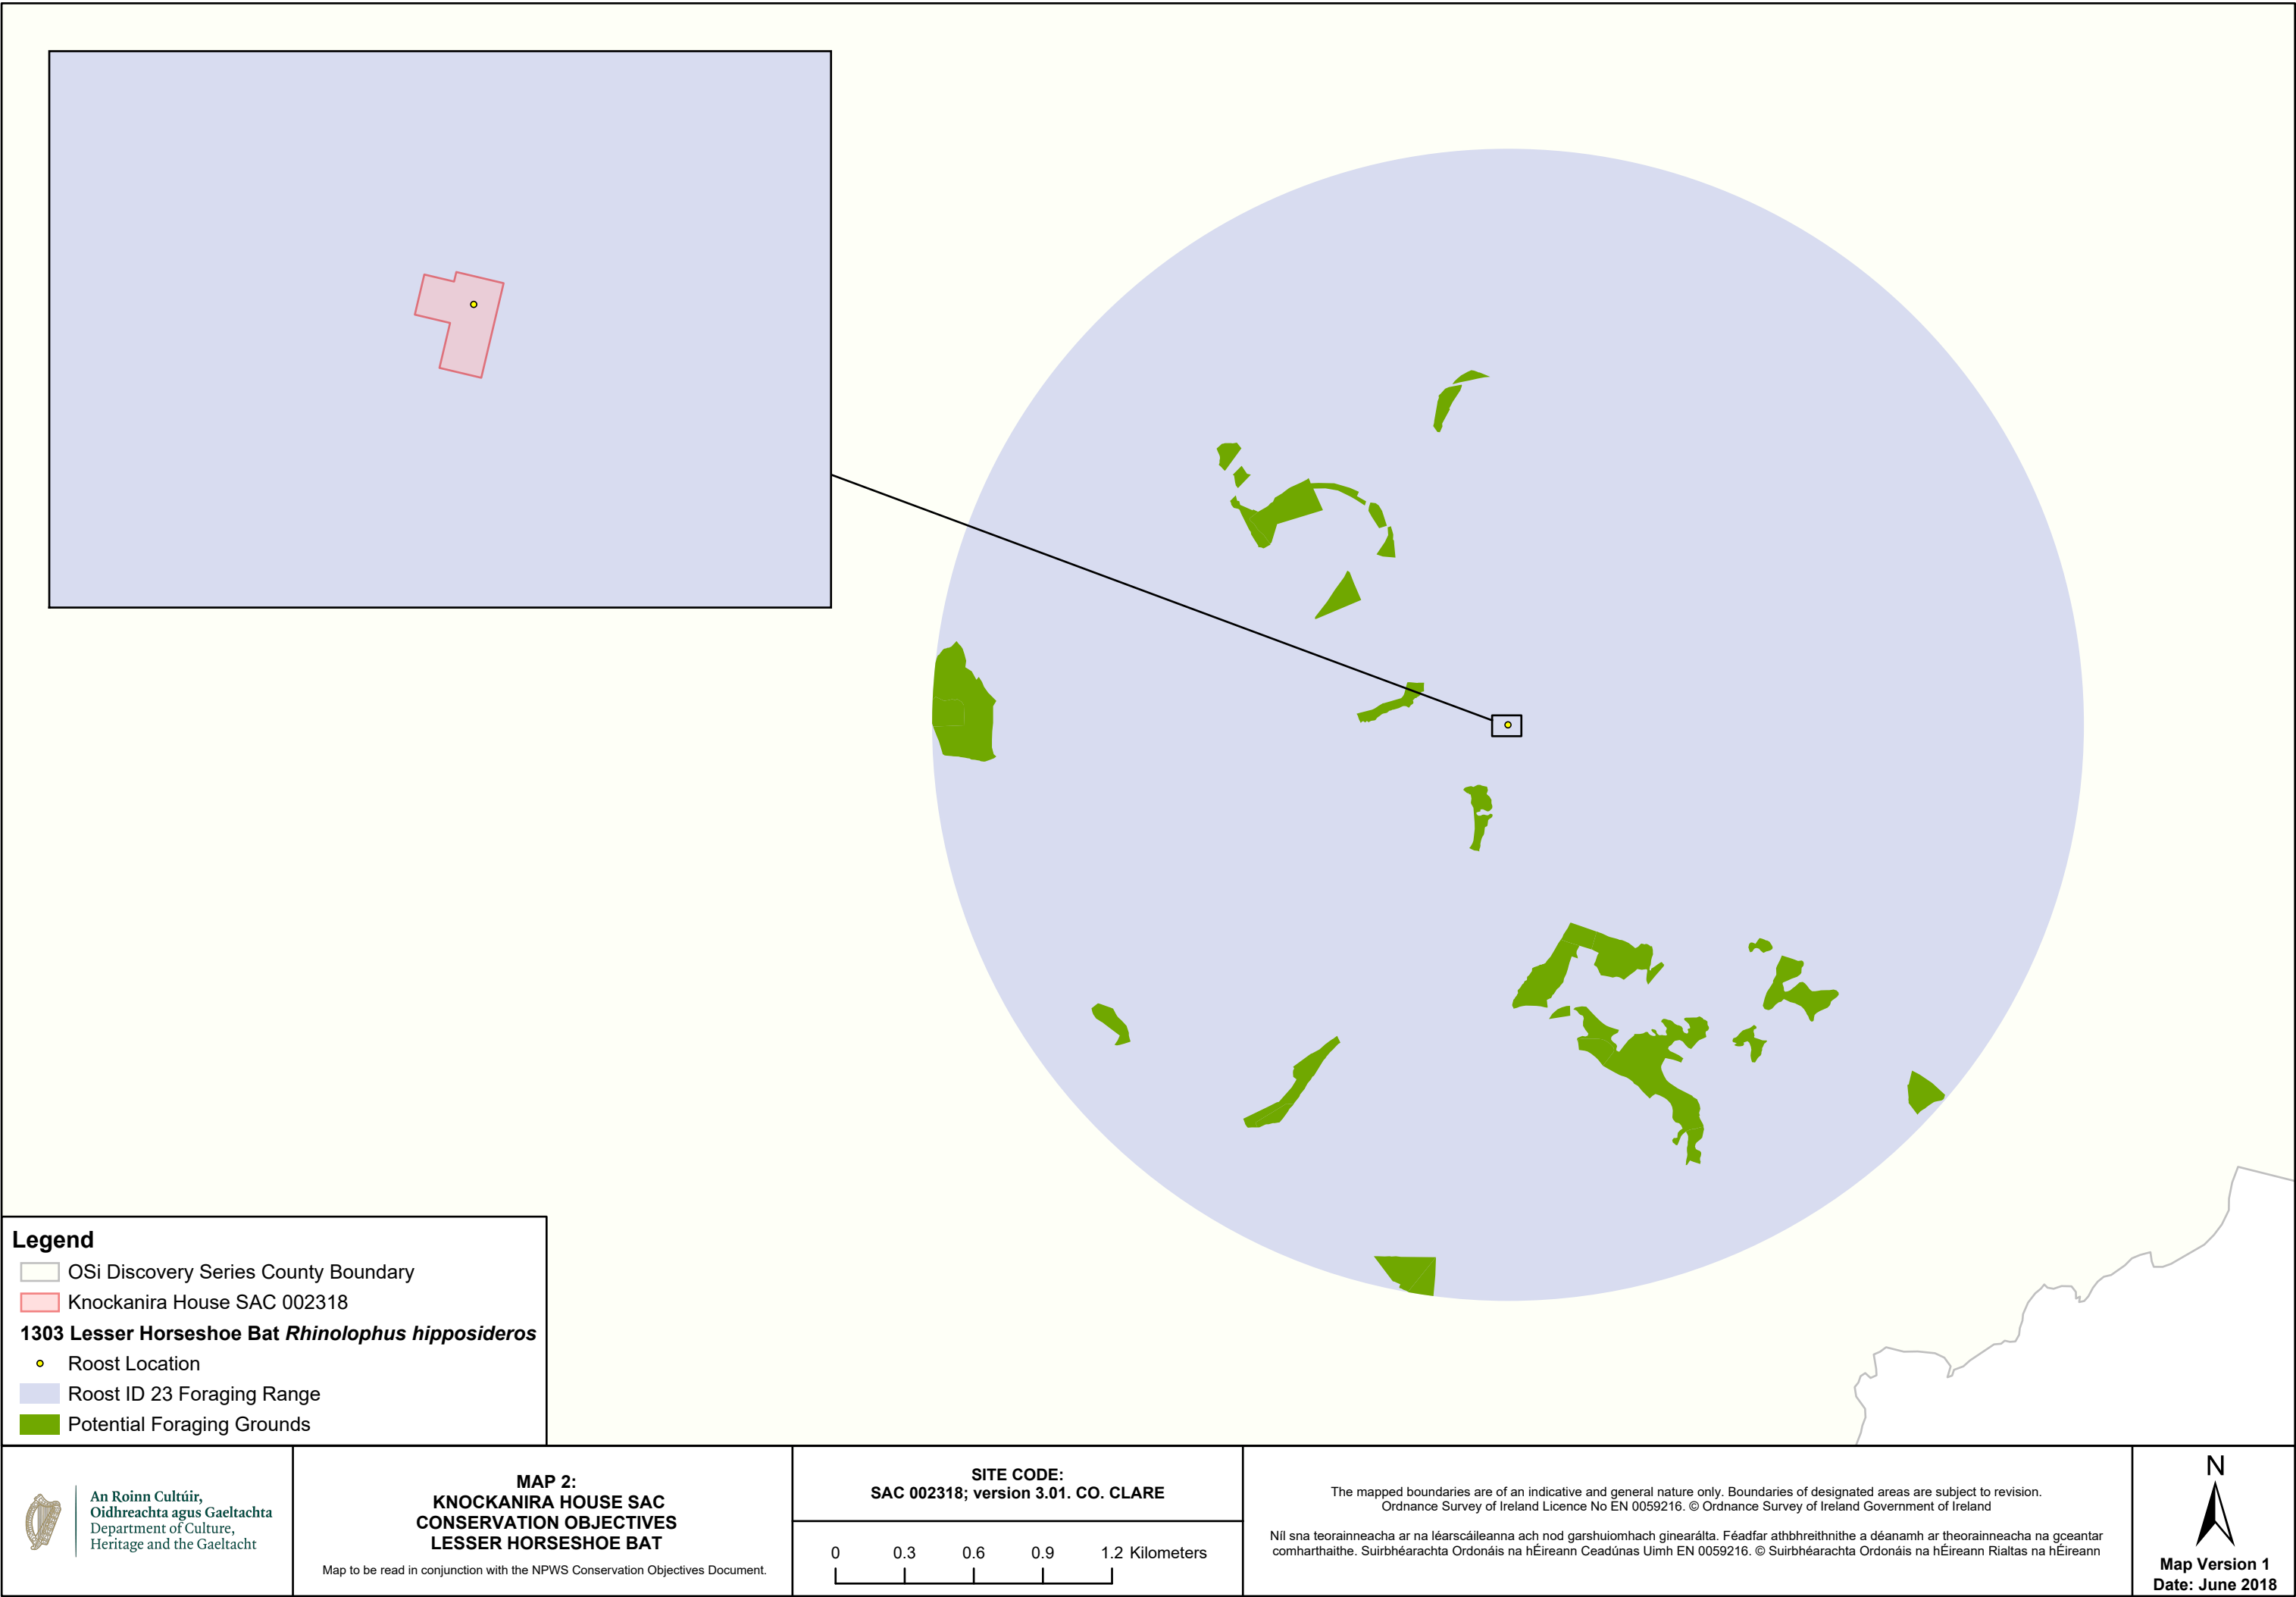 Legend
OSi Discovery Series County Boundary
Knockanira House SAC 002318
1303 Lesser Horseshoe Bat Rhinolophus hipposideros
Roost Location
Roost ID 23 Foraging Range
Potential Foraging Grounds
An Roinn Cultúir,
Oidhreachta agus Gaeltachta
Department of Culture,
Heritage and the Gaeltacht
MAP 2:
KNOCKANIRA HOUSE SAC
CONSERVATION OBJECTIVES
LESSER HORSESHOE BAT
Map to be read in conjunction with the NPWS Conservation Objectives Document.
SITE CODE:
SAC 002318; version 3.01. CO. CLARE
0 0.3 0.6 0.9 1.2 Kilometers
The mapped boundaries are of an indicative and general nature only. Boundaries of designated areas are subject to revision.
Ordnance Survey of Ireland Licence No EN 0059216. © Ordnance Survey of Ireland Government of Ireland
Níl sna teorainneacha ar na léarscáileanna ach nod garshuiomhach ginearálta. Féadfar athbhreithnithe a déanamh ar theorainneacha na gceantar
comharthaithe. Suirbhéarachta Ordonáis na hÉireann Ceadúnas Uimh EN 0059216. © Suirbhéarachta Ordonáis na hÉireann Rialtas na hÉireann
N
Map Version 1
Date: June 2018